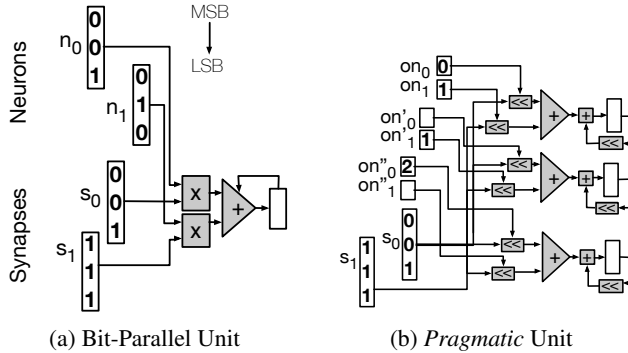 Neurons
Synapses
MSB
LSB
n0
0
0
1
n1
0
1
0
s0
0
0
1
s1
1
1
1
x
x
+
(a) Bit-Parallel Unit
on0 0
on1 1
on'0
on'1 1
on"0 2
on"1
s0
0
0
1
s1
1
1
1
<<
<<
+
+
<<
<<
<<
+
+
<<
<<
<<
+
+
<<
(b) Pragmatic Unit